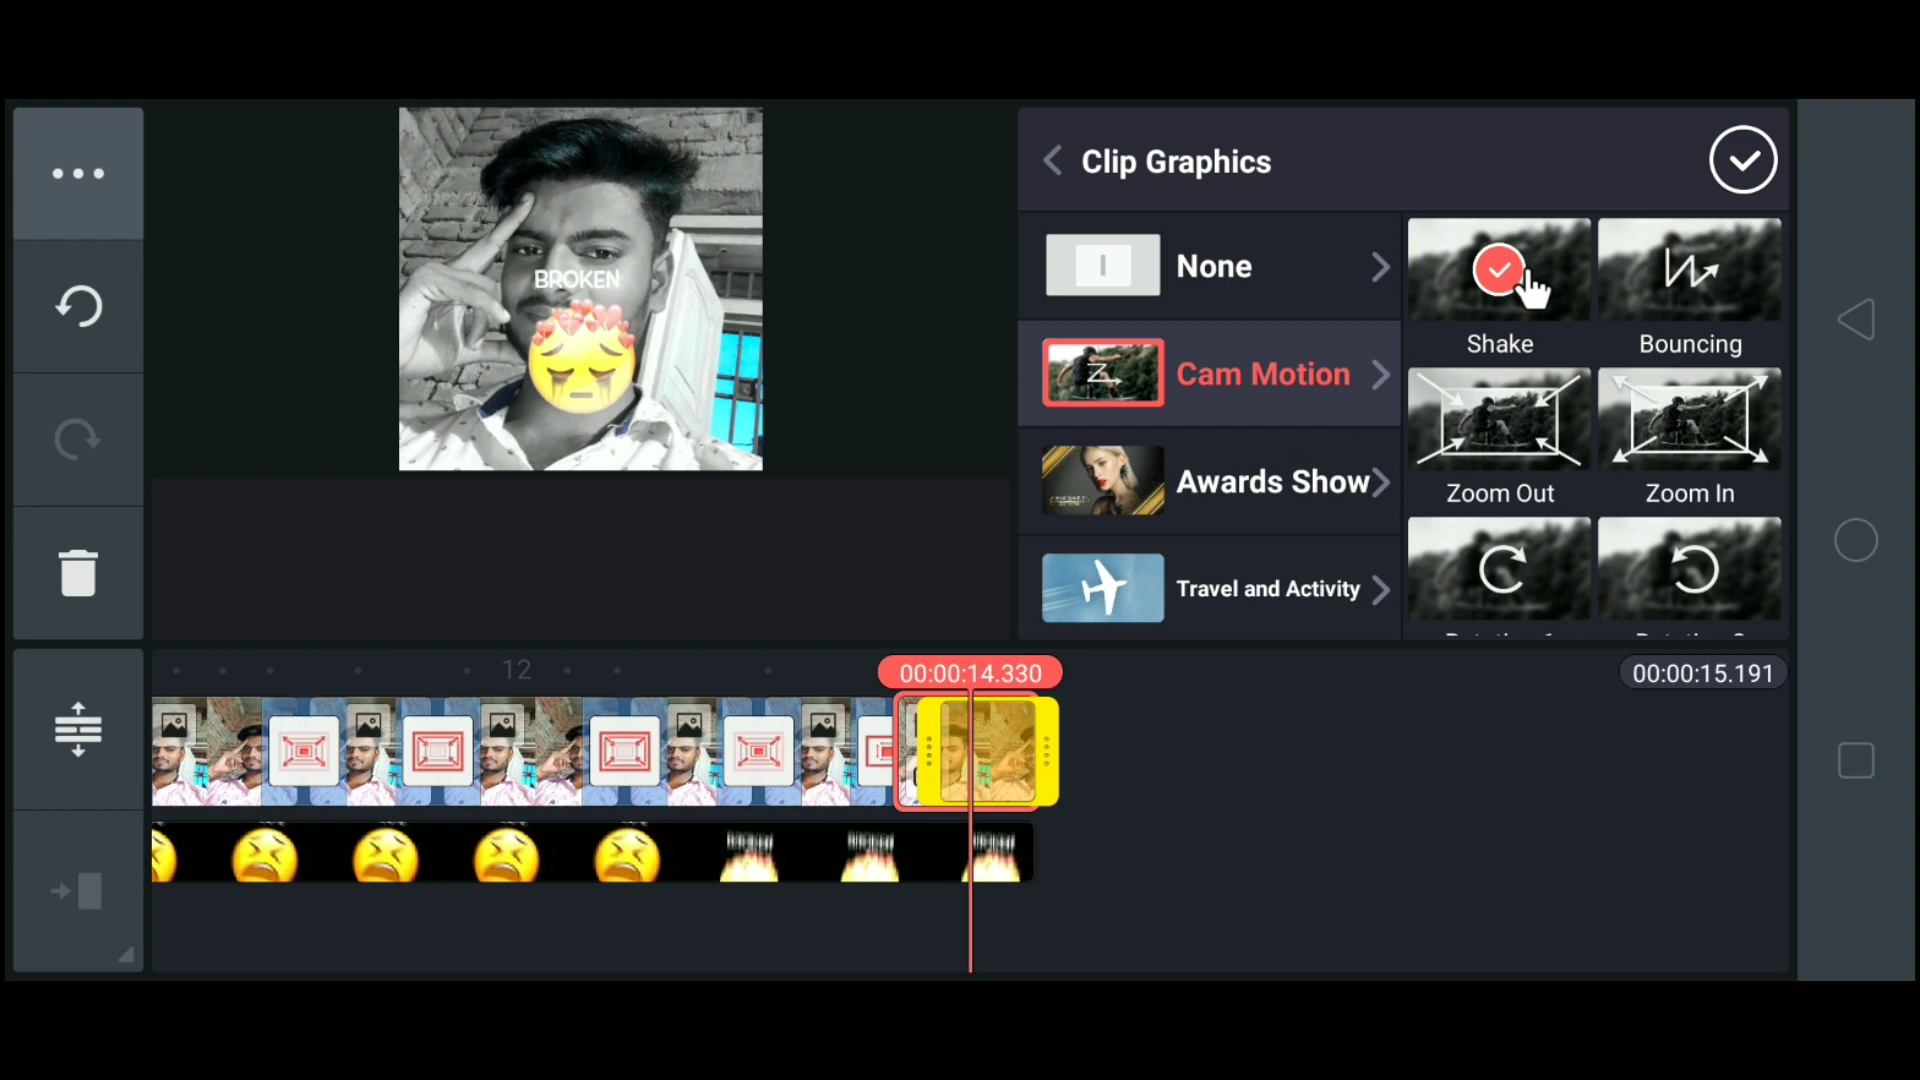 Clip Graphics
BROKEN
None
Cam Motion
Awards Show
Travel and Activity
Shake
Bouncing
Zoom Out
Zoom In
12
00:00:14.330
00:00:15.191